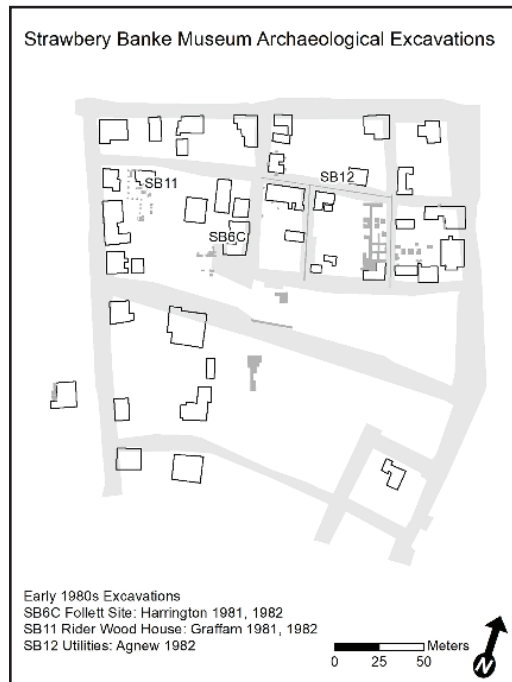 Strawbery Banke Museum Archaeological Excavations
SB11
SB12
SB6C
Early 1980s Excavations
SB6C Follett Site: Harrington 1981, 1982
SB11 Rider Wood House: Graffam 1981, 1982
SB12 Utilities: Agnew 1982
Meters
0 25 50
N